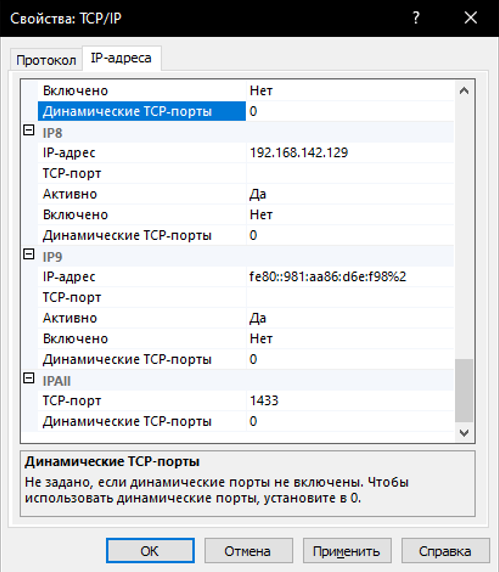 Свойства: TCP/IP
Протокол IP-адреса
Включено Нет
Динамические TCP-порты 0
IP8
IP-адрес 192.168.142.129
TCP-порт
Активно Да
Включено Нет
Динамические TCP-порты 0
IP9
IP-адрес fe80::981:aa86:d6e:f98%2
TCP-порт
Активно Да
Включено Нет
Динамические TCP-порты 0
IPAll
TCP-порт 1433
Динамические TCP-порты 0
Динамические TCP-порты
Не задано, если динамические порты не включены. Чтобы
использовать динамические порты, установите в 0.
ОК Отмена Применить Справка